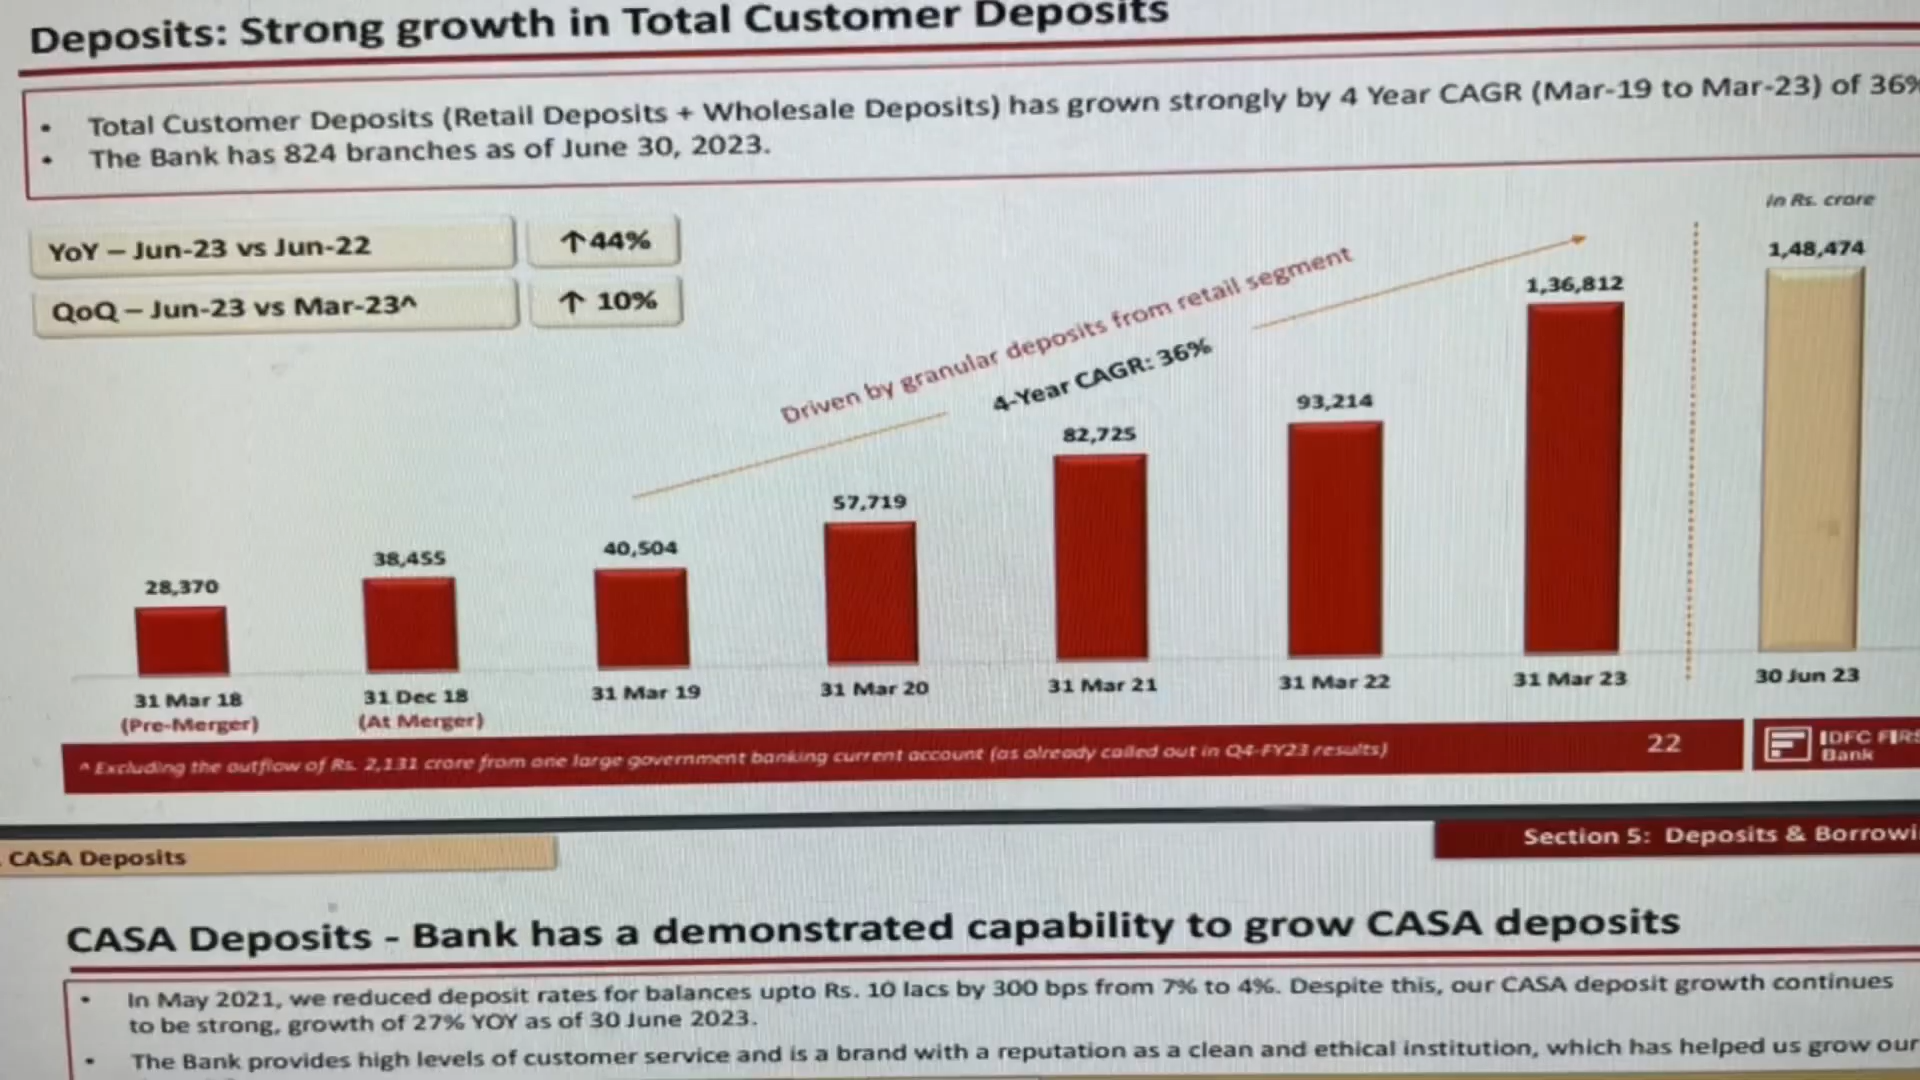 Deposits: Strong growth in Total Customer Deposits
• Total Customer Deposits (Retail Deposits + Wholesale Deposits) has grown strongly by 4 Year CAGR (Mar-19 to Mar-23) of 36%
• The Bank has 824 branches as of June 30, 2023.
In Rs. crore
YoY – Jun-23 vs Jun-22 ↑44%
QoQ – Jun-23 vs Mar-23^ ↑ 10%
Driven by granular deposits from retail segment
4-Year CAGR: 36%
28,370
38,455
40,504
57,719
82,725
93,214
1,36,812
1,48,474
31 Mar 18
(Pre-Merger)
31 Dec 18
(At Merger)
31 Mar 19
31 Mar 20
31 Mar 21
31 Mar 22
31 Mar 23
30 Jun 23
^ Excluding the outflow of Rs. 2,131 crore from one large government banking current account (as already called out in Q4-FY23 results)
22
IDFC FIRS
Bank
CASA Deposits
Section 5: Deposits & Borrowi
CASA Deposits - Bank has a demonstrated capability to grow CASA deposits
• In May 2021, we reduced deposit rates for balances upto Rs. 10 lacs by 300 bps from 7% to 4%. Despite this, our CASA deposit growth continues
to be strong, growth of 27% YOY as of 30 June 2023.
• The Bank provides high levels of customer service and is a brand with a reputation as a clean and ethical institution, which has helped us grow our